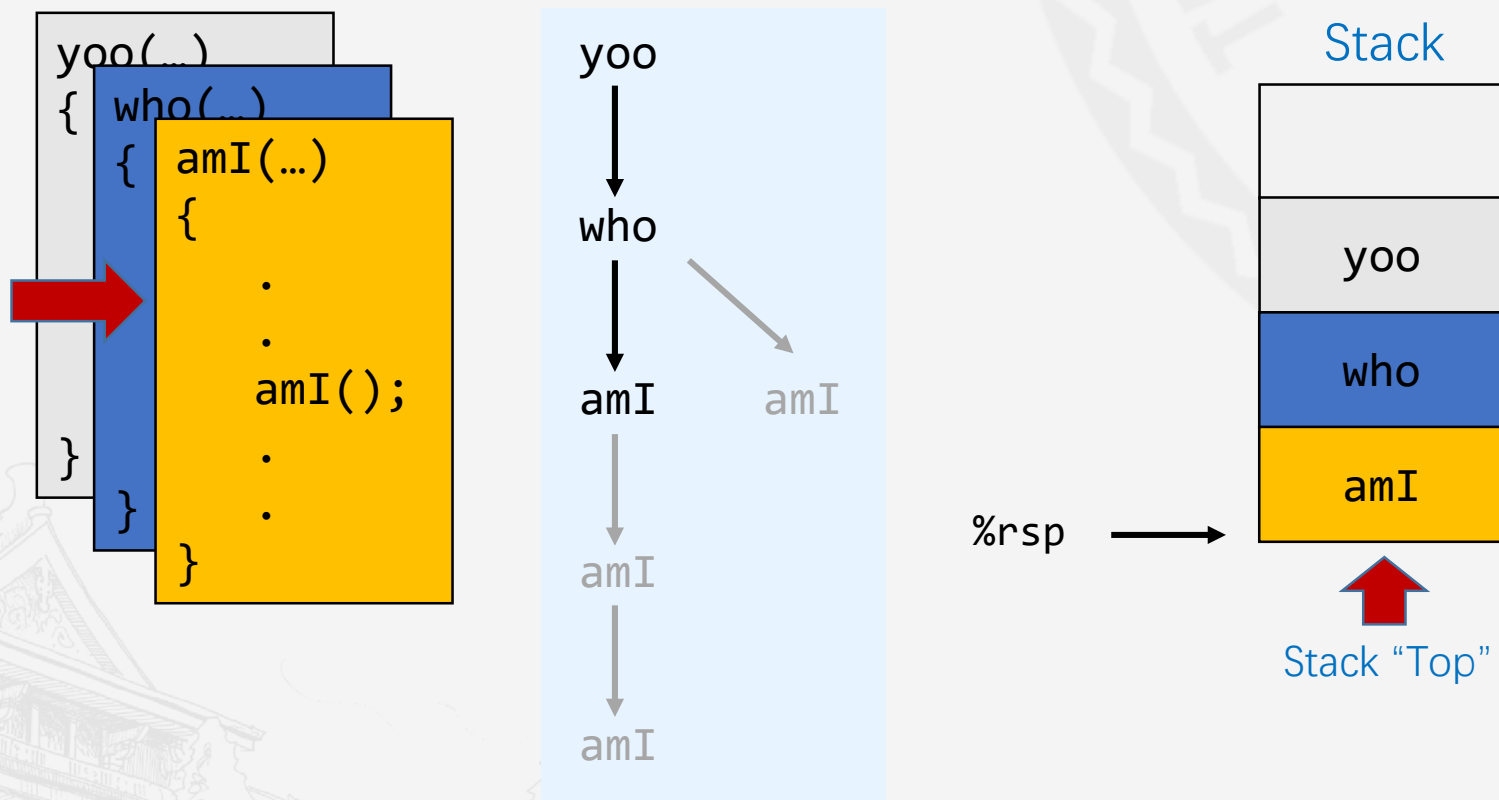 yoo(…)
{
}
who(…)
{
}
amI(…)
{
.
.
amI();
.
.
}
yoo
who
amI
amI
amI
amI
Stack
yoo
who
amI
%rsp
Stack “Top”